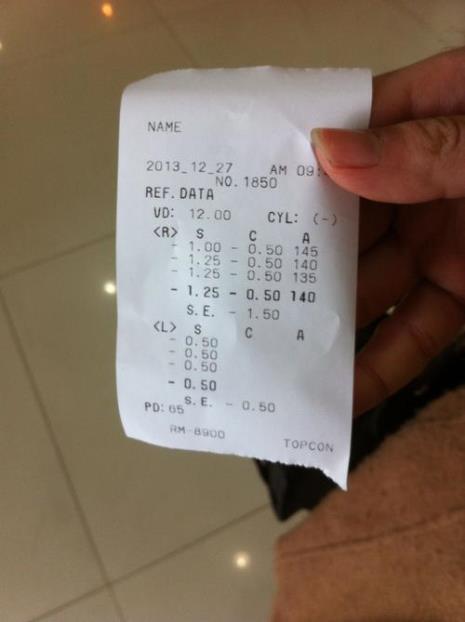 NAME
2013_12_27 AM 09:
NO. 1850
REF. DATA
VD: 12.00 CYL: (-)
<R> S C A
- 1.00 - 0.50 145
- 1.25 - 0.50 140
- 1.25 - 0.50 135
- 1.25 - 0.50 140
S.E. - 1.50
<L> S C A
- 0.50
- 0.50
- 0.50
- 0.50
S.E. - 0.50
PD: 65
RM-8900 TOPCON